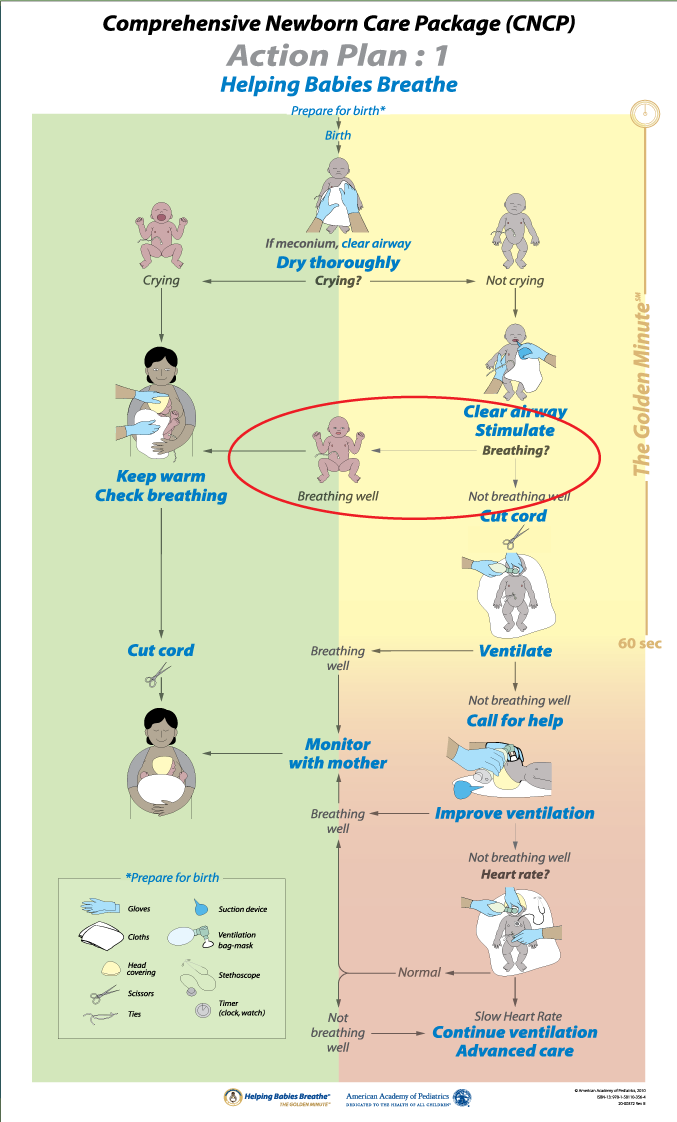 Comprehensive Newborn Care Package (CNCP)
Action Plan : 1
Helping Babies Breathe
Prepare for birth*
Birth
If meconium, clear airway
Dry thoroughly
Crying
Crying?
Not crying
The Golden Minute℠
Clear airway
Stimulate
Breathing?
Keep warm
Check breathing
Breathing well
Not breathing well
Cut cord
60 sec
Cut cord
Breathing
well
Ventilate
Not breathing well
Call for help
Monitor
with mother
Breathing
well
Improve ventilation
Not breathing well
Heart rate?
*Prepare for birth
Gloves
Suction device
Cloths
Ventilation
bag-mask
Head
covering
Stethoscope
Scissors
Timer
(clock, watch)
Ties
Normal
Not
breathing
well
Slow Heart Rate
Continue ventilation
Advanced care
Helping Babies Breathe®
THE GOLDEN MINUTE℠
American Academy of Pediatrics
DEDICATED TO THE HEALTH OF ALL CHILDREN™
© American Academy of Pediatrics, 2010